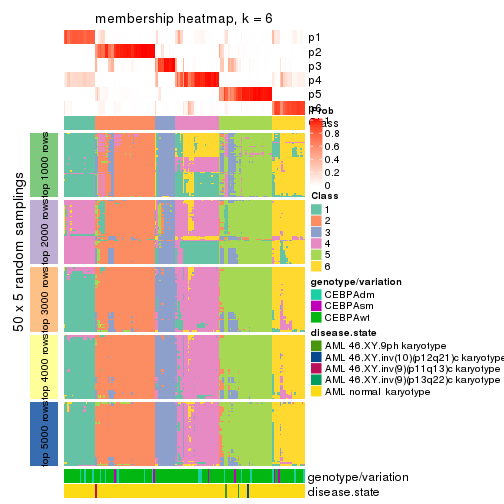 membership heatmap, k = 6
p1
p2
p3
p4
p5
p6
Prob
1
0.8
0.6
0.4
0.2
0
Class
Class
1
2
3
4
5
6
genotype/variation
CEBPAdm
CEBPAsm
CEBPAwt
disease.state
AML 46.XY.9ph karyotype
AML 46.XY.inv(10)(p12q21)c karyotype
AML 46.XY.inv(9)(p11q13)c karyotype
AML 46.XY.inv(9)(p13q22)c karyotype
AML normal karyotype
50 x 5 random samplings
top 1000 rows
top 2000 rows
top 3000 rows
top 4000 rows
top 5000 rows
genotype/variation
disease.state